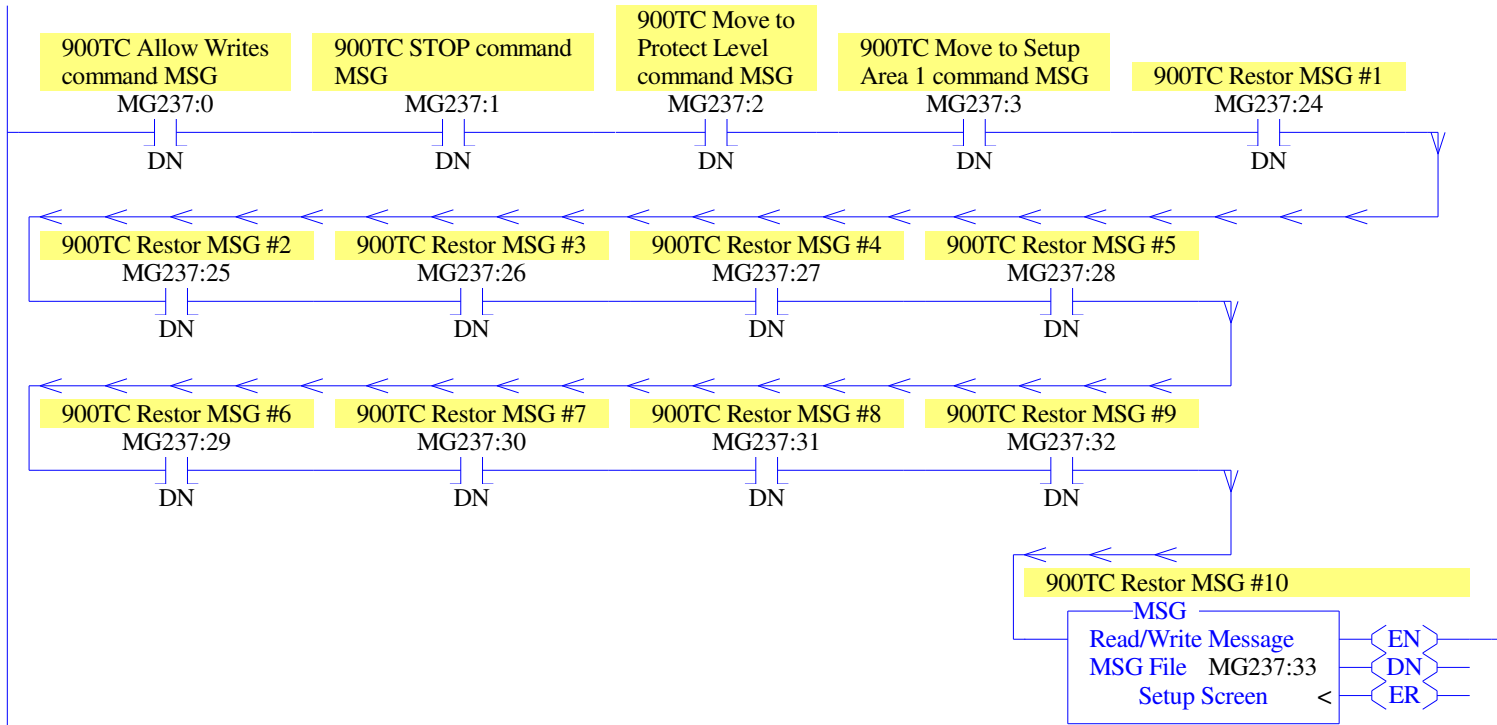 900TC Allow Writes
command MSG
MG237:0
DN
900TC STOP command
MSG
MG237:1
DN
900TC Move to
Protect Level
command MSG
MG237:2
DN
900TC Move to Setup
Area 1 command MSG
MG237:3
DN
900TC Restor MSG #1
MG237:24
DN
900TC Restor MSG #2
MG237:25
DN
900TC Restor MSG #3
MG237:26
DN
900TC Restor MSG #4
MG237:27
DN
900TC Restor MSG #5
MG237:28
DN
900TC Restor MSG #6
MG237:29
DN
900TC Restor MSG #7
MG237:30
DN
900TC Restor MSG #8
MG237:31
DN
900TC Restor MSG #9
MG237:32
DN
900TC Restor MSG #10
MSG
Read/Write Message
MSG File MG237:33
Setup Screen <
EN
DN
ER